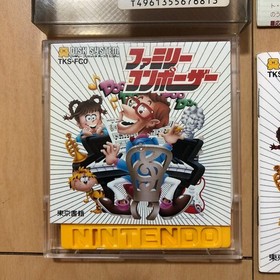 T4961355676813
DISK SYSTEM
TKS-FCO
ファミリー
コンポーザー
東京書籍
NINTENDO